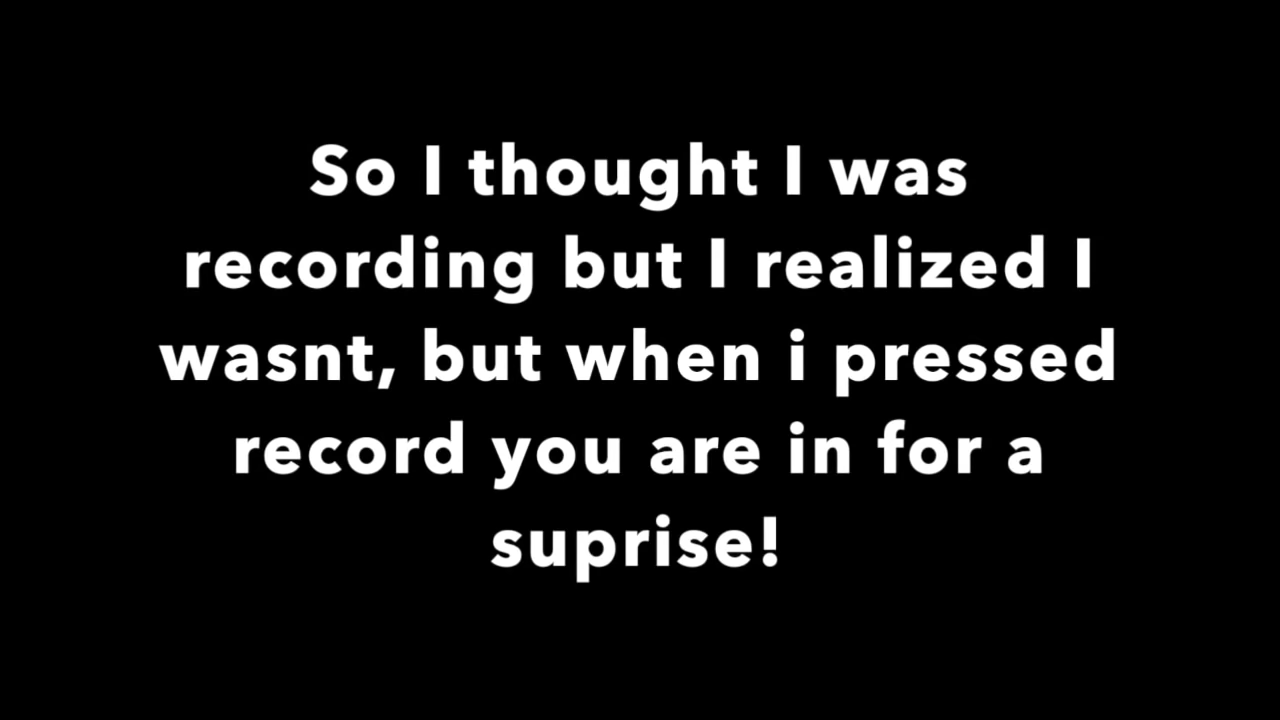 So I thought I was
recording but I realized I
wasnt, but when i pressed
record you are in for a
suprise!